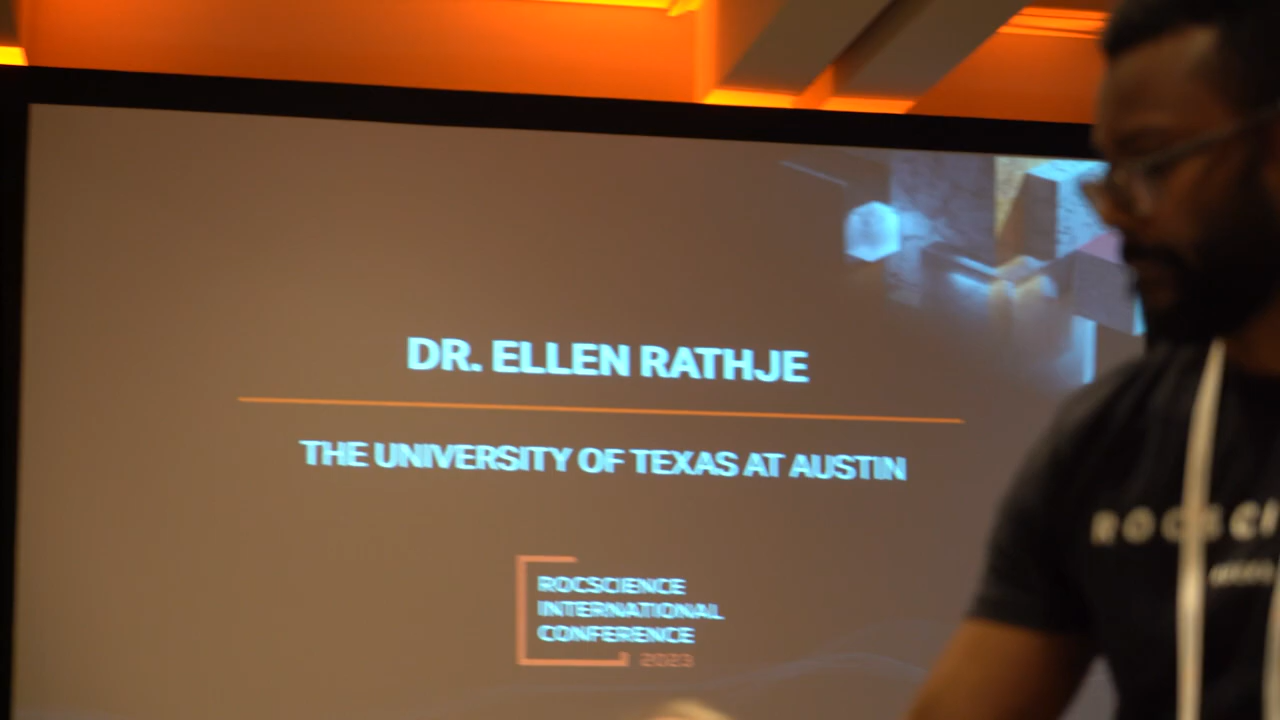 DR. ELLEN RATHJE
THE UNIVERSITY OF TEXAS AT AUSTIN
ROCSCIENCE
INTERNATIONAL
CONFERENCE
2023